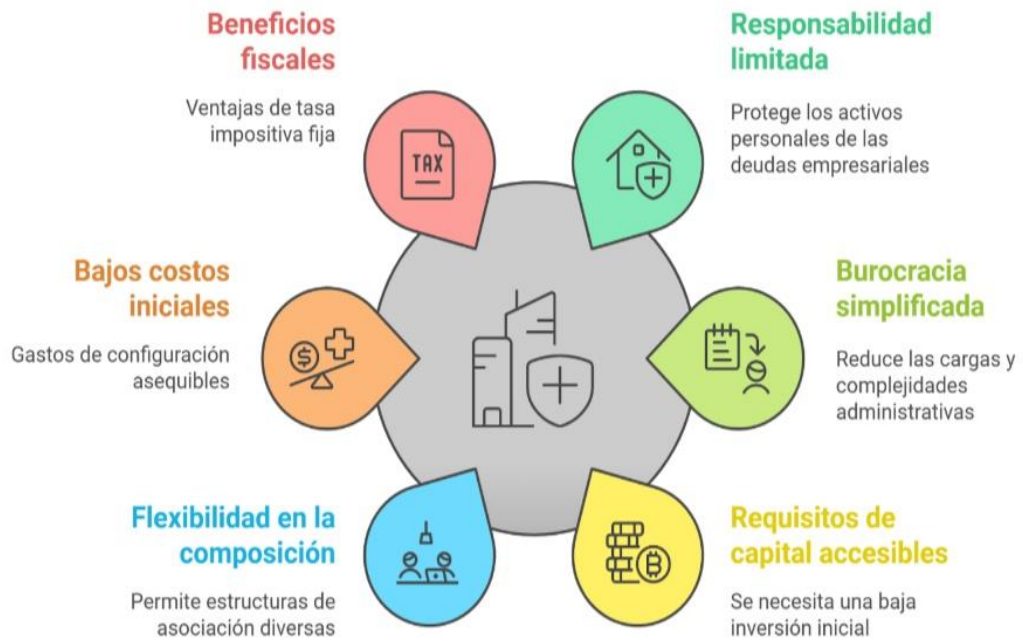 Beneficios
fiscales
Ventajas de tasa
impositiva fija
TAX
Responsabilidad
limitada
Protege los activos
personales de las
deudas empresariales
Bajos costos
iniciales
Gastos de configuración
asequibles
$
Burocracia
simplificada
Reduce las cargas y
complejidades
administrativas
Flexibilidad en la
composición
Permite estructuras de
asociación diversas
Requisitos de
capital accesibles
Se necesita una baja
inversión inicial